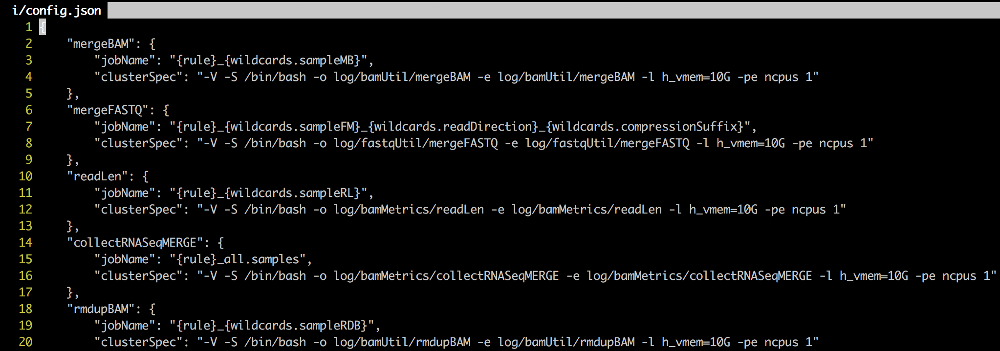 i/config.json
1 {
2     "mergeBAM": {
3         "jobName": "{rule}_{wildcards.sampleMB}",
4         "clusterSpec": "-V -S /bin/bash -o log/bamUtil/mergeBAM -e log/bamUtil/mergeBAM -l h_vmem=10G -pe ncpus 1"
5     },
6     "mergeFASTQ": {
7         "jobName": "{rule}_{wildcards.sampleFM}_{wildcards.readDirection}_{wildcards.compressionSuffix}",
8         "clusterSpec": "-V -S /bin/bash -o log/fastqUtil/mergeFASTQ -e log/fastqUtil/mergeFASTQ -l h_vmem=10G -pe ncpus 1"
9     },
10     "readLen": {
11         "jobName": "{rule}_{wildcards.sampleRL}",
12         "clusterSpec": "-V -S /bin/bash -o log/bamMetrics/readLen -e log/bamMetrics/readLen -l h_vmem=10G -pe ncpus 1"
13     },
14     "collectRNASeqMERGE": {
15         "jobName": "{rule}_all.samples",
16         "clusterSpec": "-V -S /bin/bash -o log/bamMetrics/collectRNASeqMERGE -e log/bamMetrics/collectRNASeqMERGE -l h_vmem=10G -pe ncpus 1"
17     },
18     "rmdupBAM": {
19         "jobName": "{rule}_{wildcards.sampleRDB}",
20         "clusterSpec": "-V -S /bin/bash -o log/bamUtil/rmdupBAM -e log/bamUtil/rmdupBAM -l h_vmem=10G -pe ncpus 1"